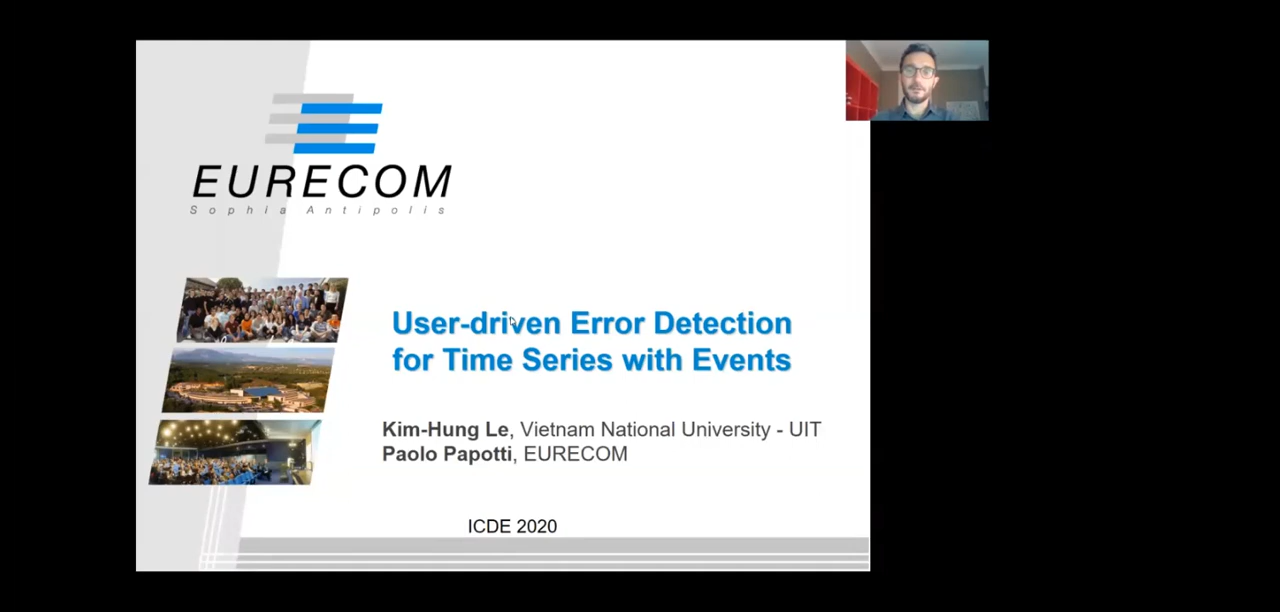 EURECOM
Sophia Antipolis
User-driven Error Detection
for Time Series with Events
Kim-Hung Le, Vietnam National University - UIT
Paolo Papotti, EURECOM
ICDE 2020